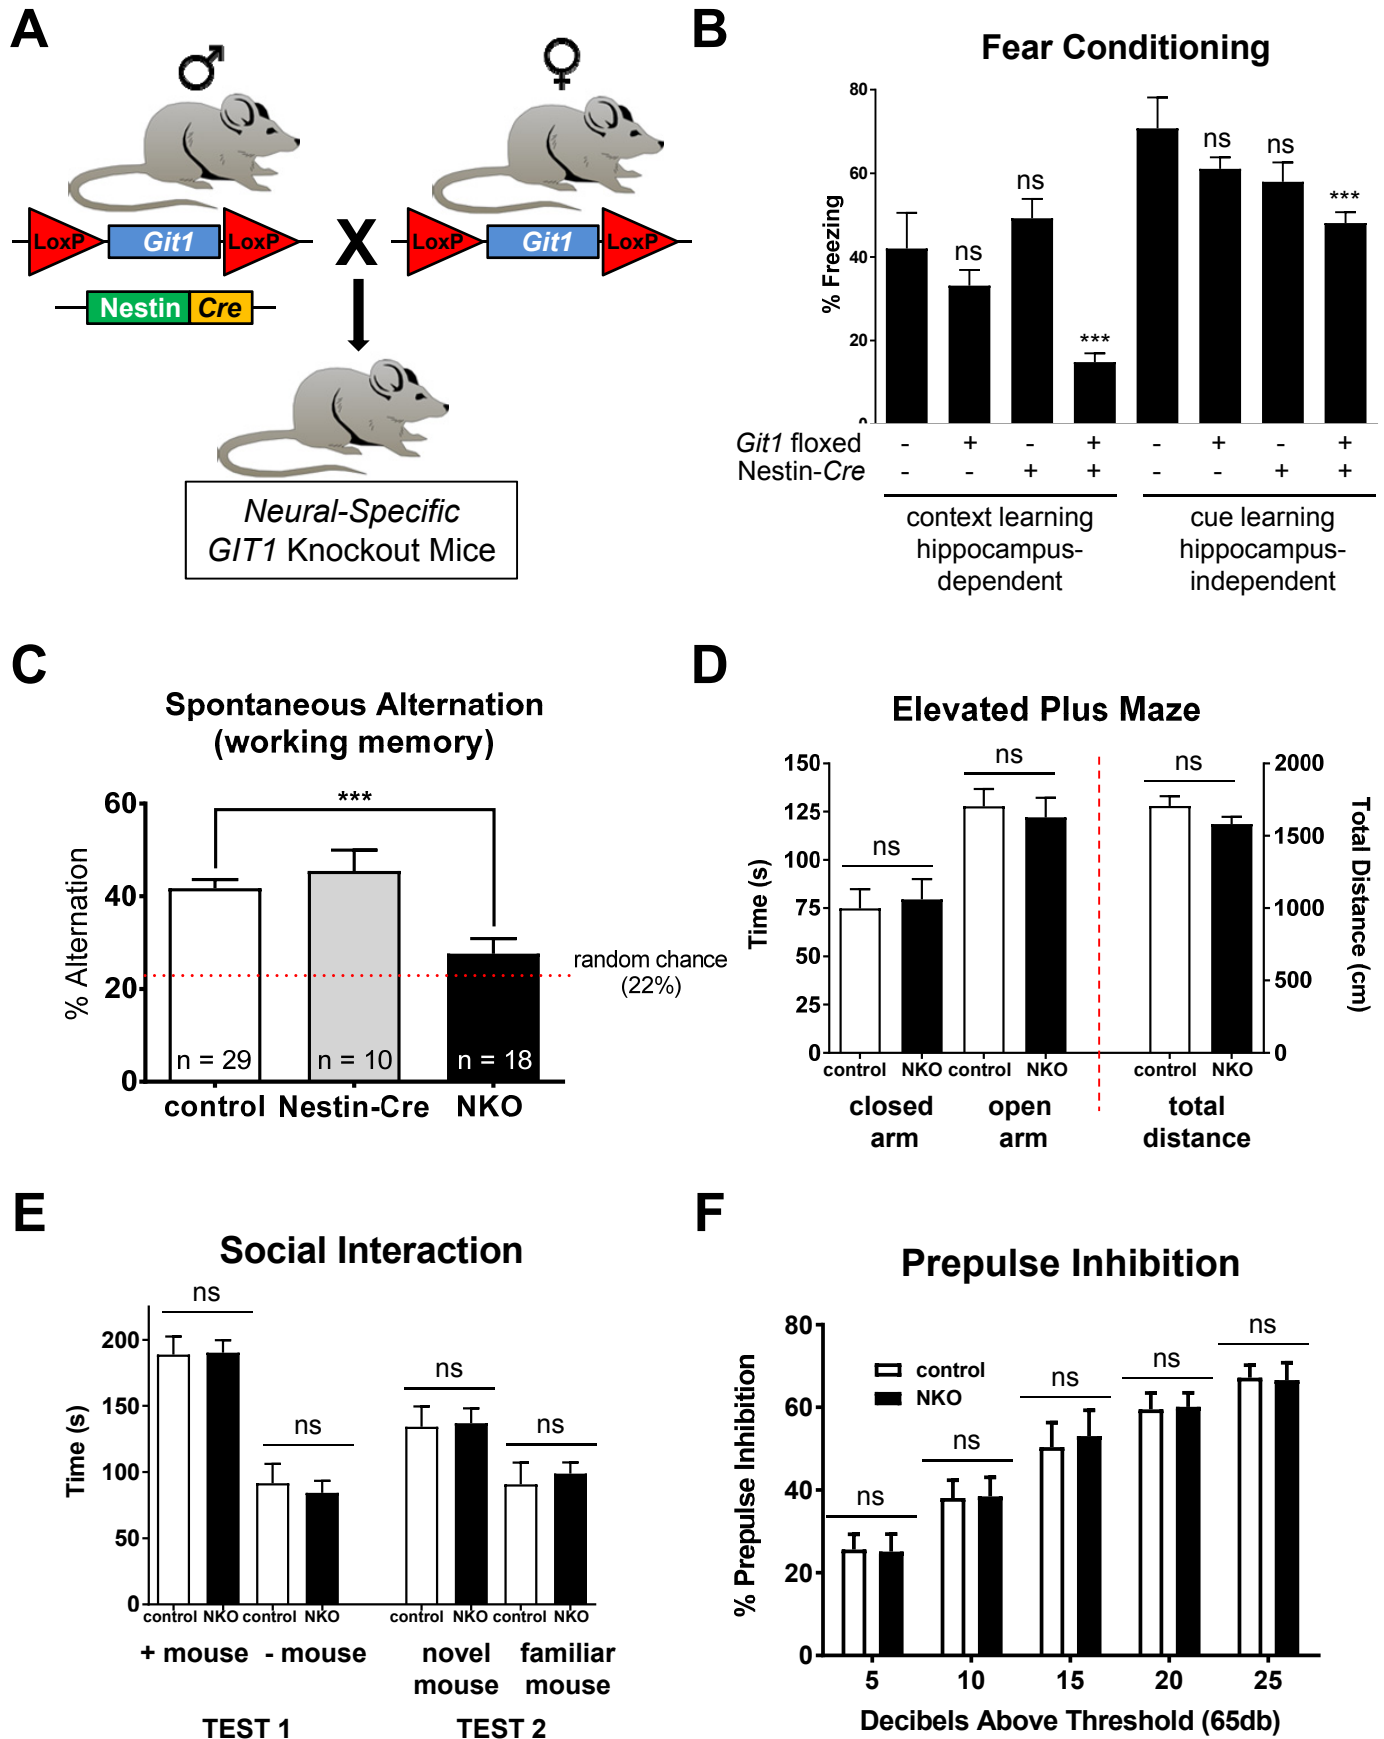 A
♂
♀
LoxP Git1 LoxP
X
LoxP Git1 LoxP
Nestin Cre
Neural-Specific
GIT1 Knockout Mice
B
Fear Conditioning
% Freezing
80
60
40
20
0
ns
ns
***
ns
ns
***
Git1 floxed - + - + - + - +
Nestin-Cre - - + + - - + +
context learning
hippocampus-
dependent
cue learning
hippocampus-
independent
C
Spontaneous Alternation
(working memory)
% Alternation
60
40
20
0
***
random chance
(22%)
n = 29
n = 10
n = 18
control Nestin-Cre NKO
D
Elevated Plus Maze
Time (s)
150
125
100
75
50
25
0
ns
ns
ns
2000
1500
1000
500
0
Total Distance (cm)
control NKO control NKO control NKO
closed
arm
open
arm
total
distance
E
Social Interaction
Time (s)
200
150
100
50
0
ns
ns
ns
ns
control NKO control NKO control NKO control NKO
+ mouse - mouse
novel
mouse
familiar
mouse
TEST 1 TEST 2
F
Prepulse Inhibition
% Prepulse Inhibition
80
60
40
20
0
control
NKO
ns
ns
ns
ns
ns
5 10 15 20 25
Decibels Above Threshold (65db)